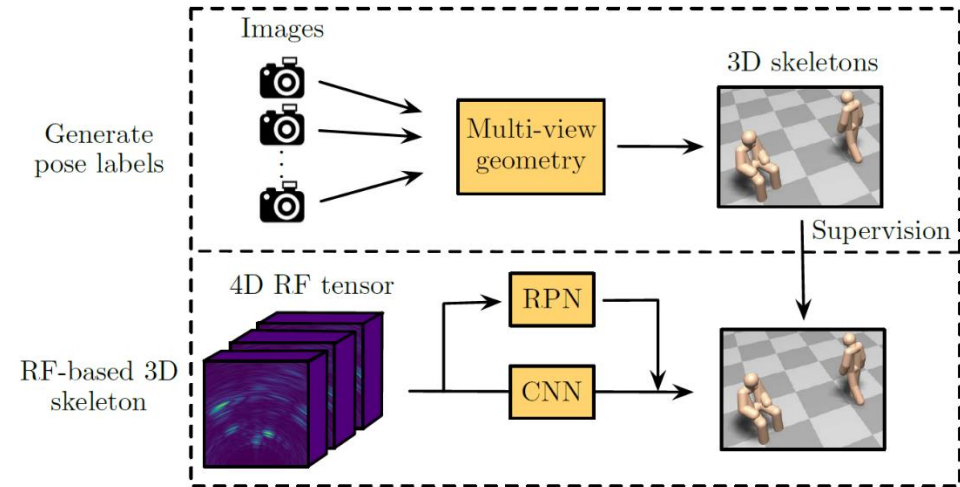 Images
3D skeletons
Generate
pose labels
Multi-view
geometry
Supervision
4D RF tensor
RPN
RF-based 3D
skeleton
CNN